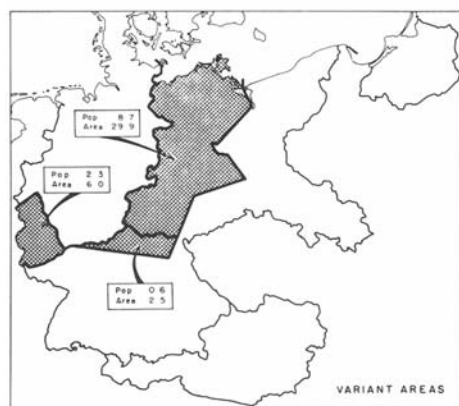 Pop 8 7
Area 29 9
Pop 2 3
Area 6 0
Pop 0 6
Area 2 5
VARIANT AREAS